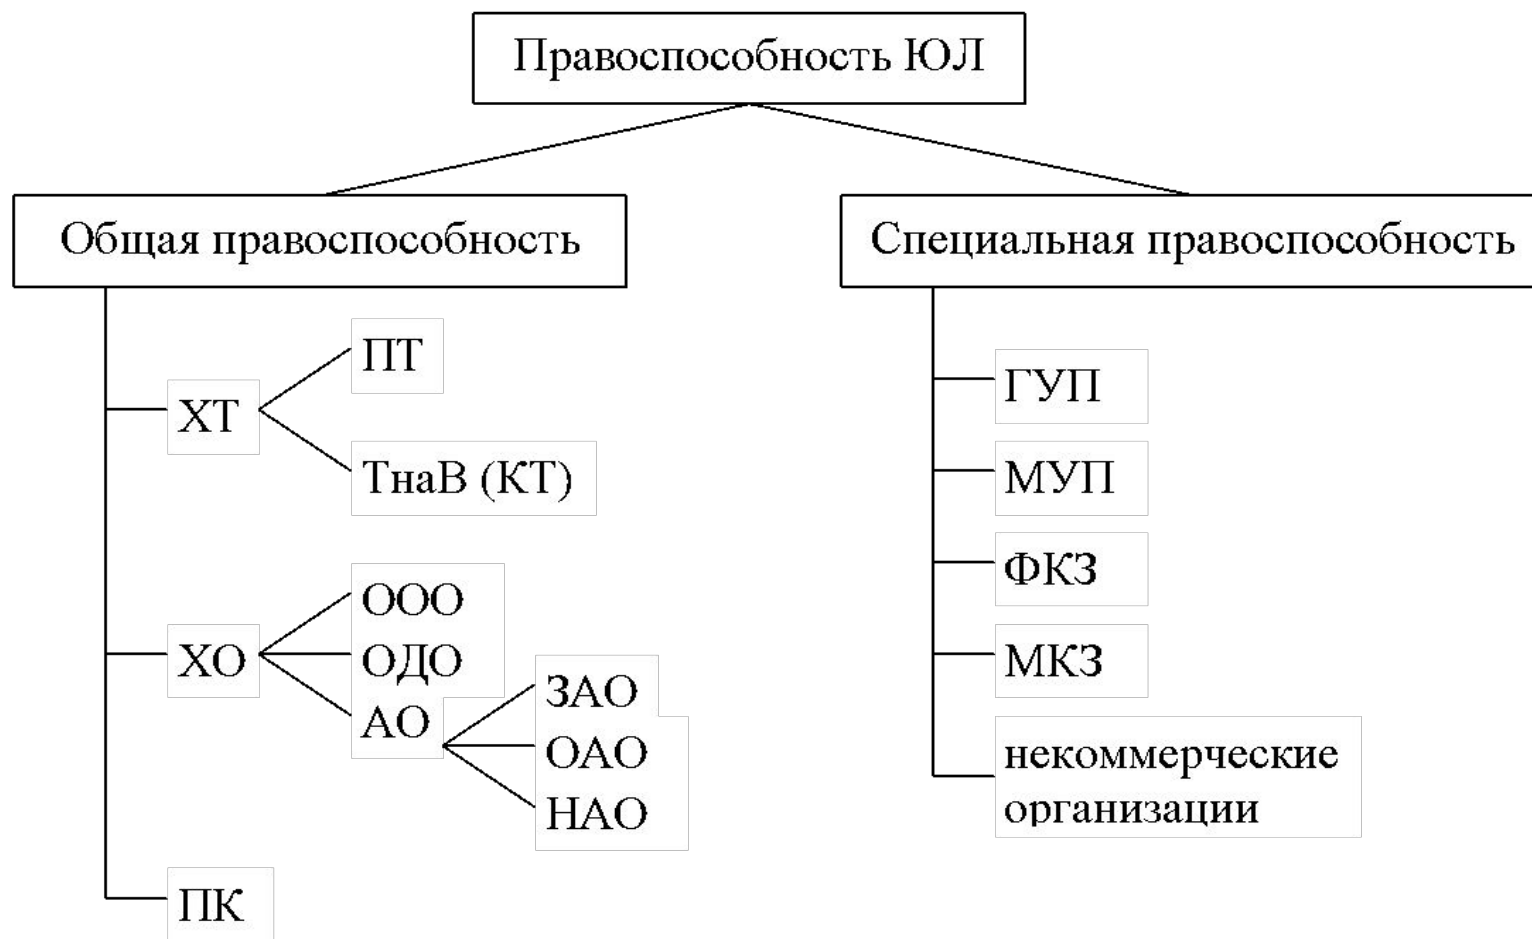 Правоспособность ЮЛ
Общая правоспособность
Специальная правоспособность
ХТ
ПТ
ТнаВ (КТ)
ХО
ООО
ОДО
АО
ЗАО
ОАО
НАО
ПК
ГУП
МУП
ФКЗ
МКЗ
некоммерческие
организации